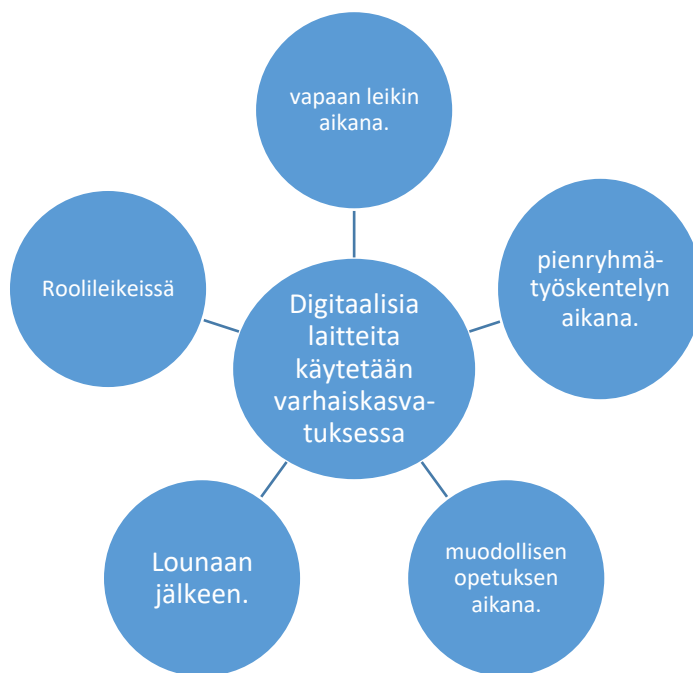 vapaan leikin
aikana.
Roolileikeissä
pienryhmä-
työskentelyn
aikana.
Digitaalisia
laitteita
käytetään
varhaiskasva-
tuksessa
Lounaan
jälkeen.
muodollisen
opetuksen
aikana.